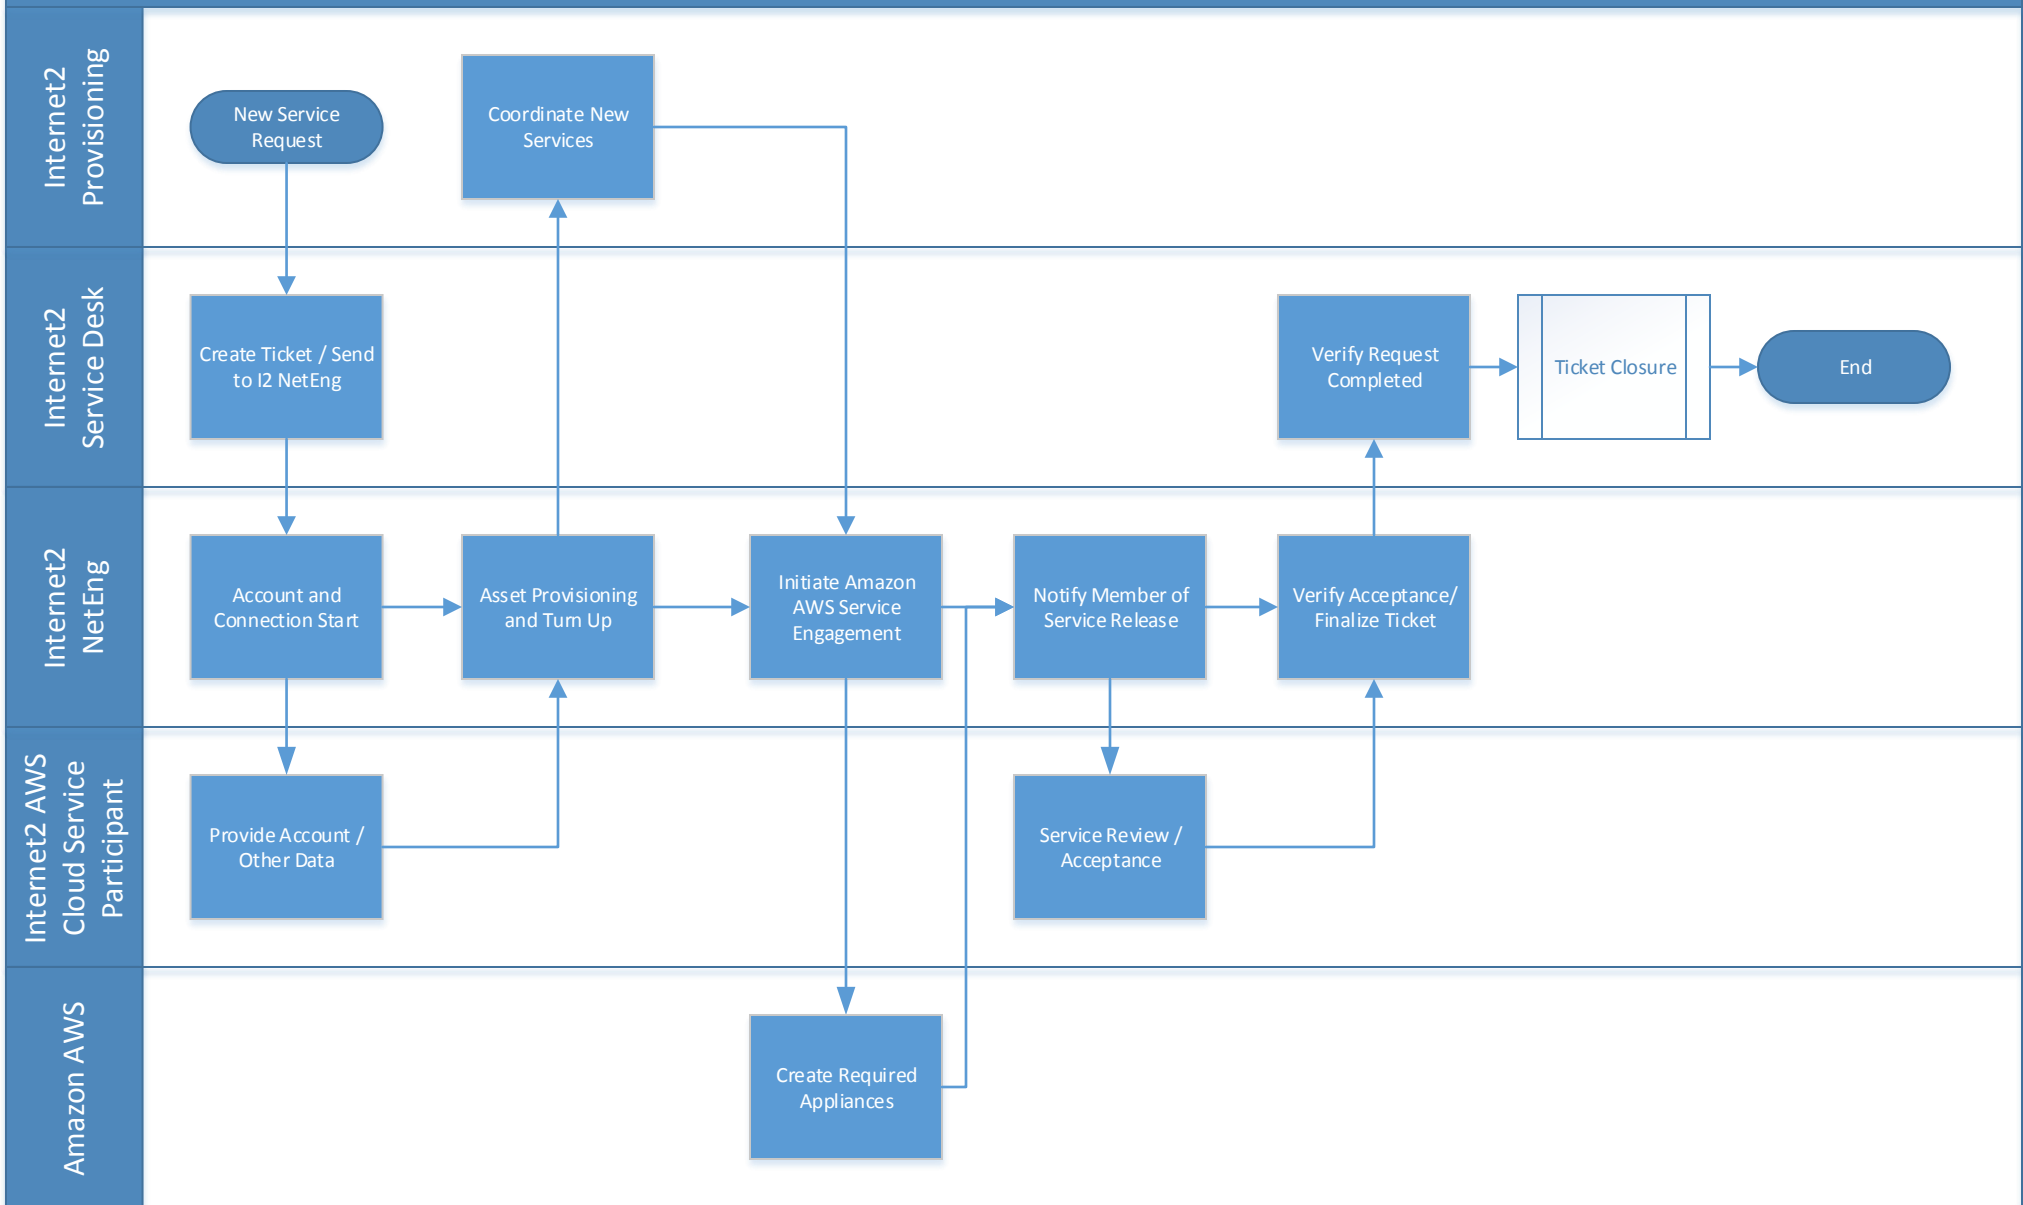 Internet2
Provisioning
New Service
Request
Coordinate New
Services
Internet2
Service Desk
Create Ticket / Send
to I2 NetEng
Verify Request
Completed
Ticket Closure
End
Internet2
NetEng
Account and
Connection Start
Asset Provisioning
and Turn Up
Initiate Amazon
AWS Service
Engagement
Notify Member of
Service Release
Verify Acceptance/
Finalize Ticket
Internet2 AWS
Cloud Service
Participant
Provide Account /
Other Data
Service Review /
Acceptance
Amazon AWS
Create Required
Appliances